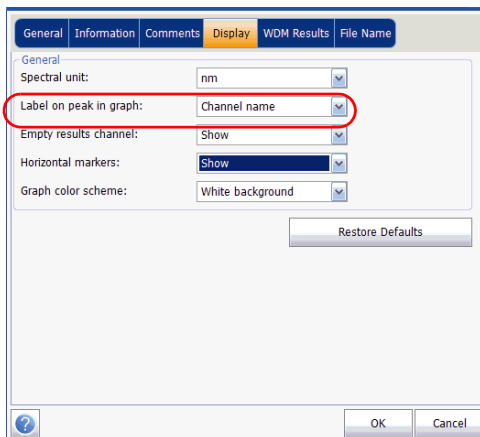 General Information Comments Display WDM Results File Name
General
Spectral unit: nm
Label on peak in graph: Channel name
Empty results channel: Show
Horizontal markers: Show
Graph color scheme: White background
Restore Defaults
? OK Cancel